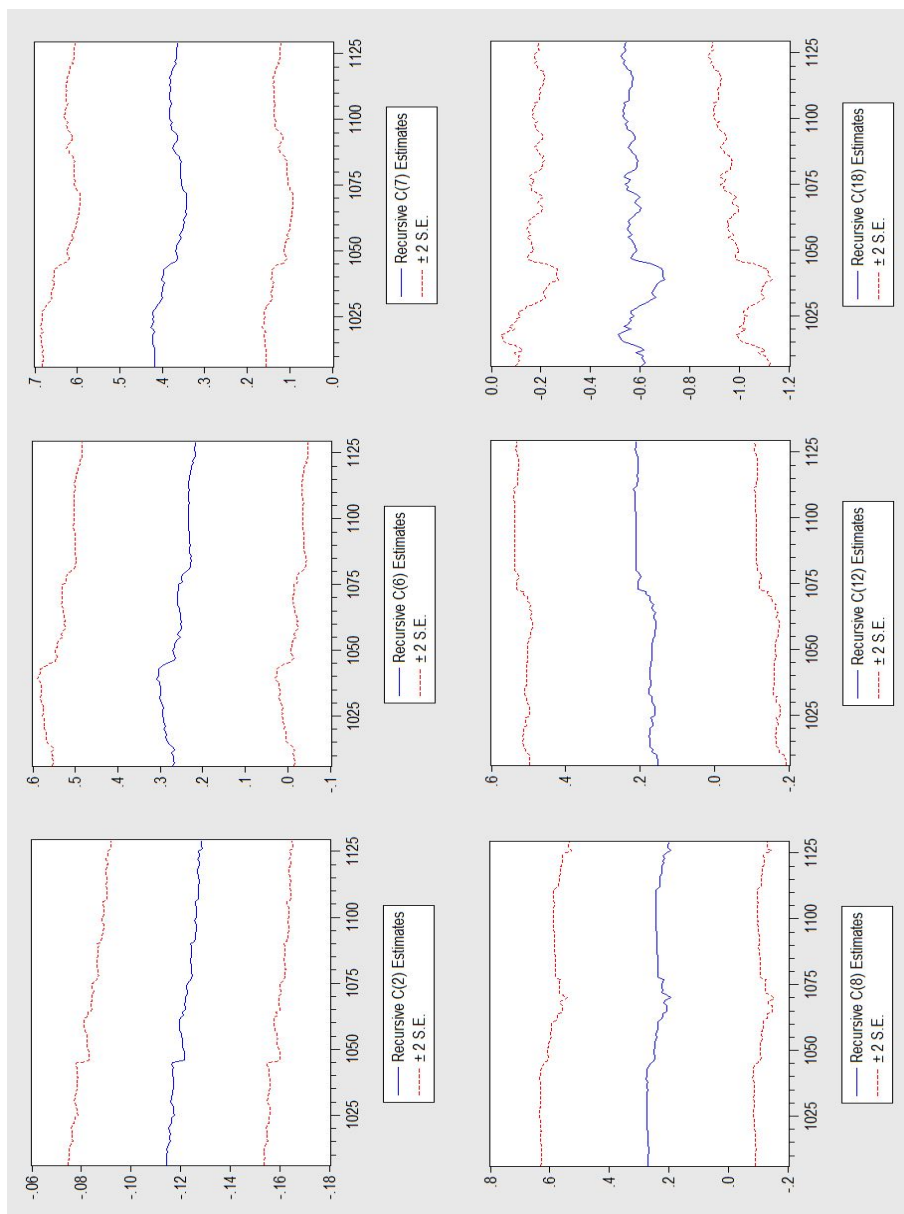 -.06
-.08
-.10
-.12
-.14
-.16
-.18
1025 1050 1075 1100 1125
Recursive C(2) Estimates
± 2 S.E.
.6
.5
.4
.3
.2
.1
.0
-.1
1025 1050 1075 1100 1125
Recursive C(6) Estimates
± 2 S.E.
.7
.6
.5
.4
.3
.2
.1
.0
1025 1050 1075 1100 1125
Recursive C(7) Estimates
± 2 S.E.
.8
.6
.4
.2
.0
-.2
1025 1050 1075 1100 1125
Recursive C(8) Estimates
± 2 S.E.
.6
.4
.2
.0
-.2
1025 1050 1075 1100 1125
Recursive C(12) Estimates
± 2 S.E.
0.0
-0.2
-0.4
-0.6
-0.8
-1.0
-1.2
1025 1050 1075 1100 1125
Recursive C(18) Estimates
± 2 S.E.